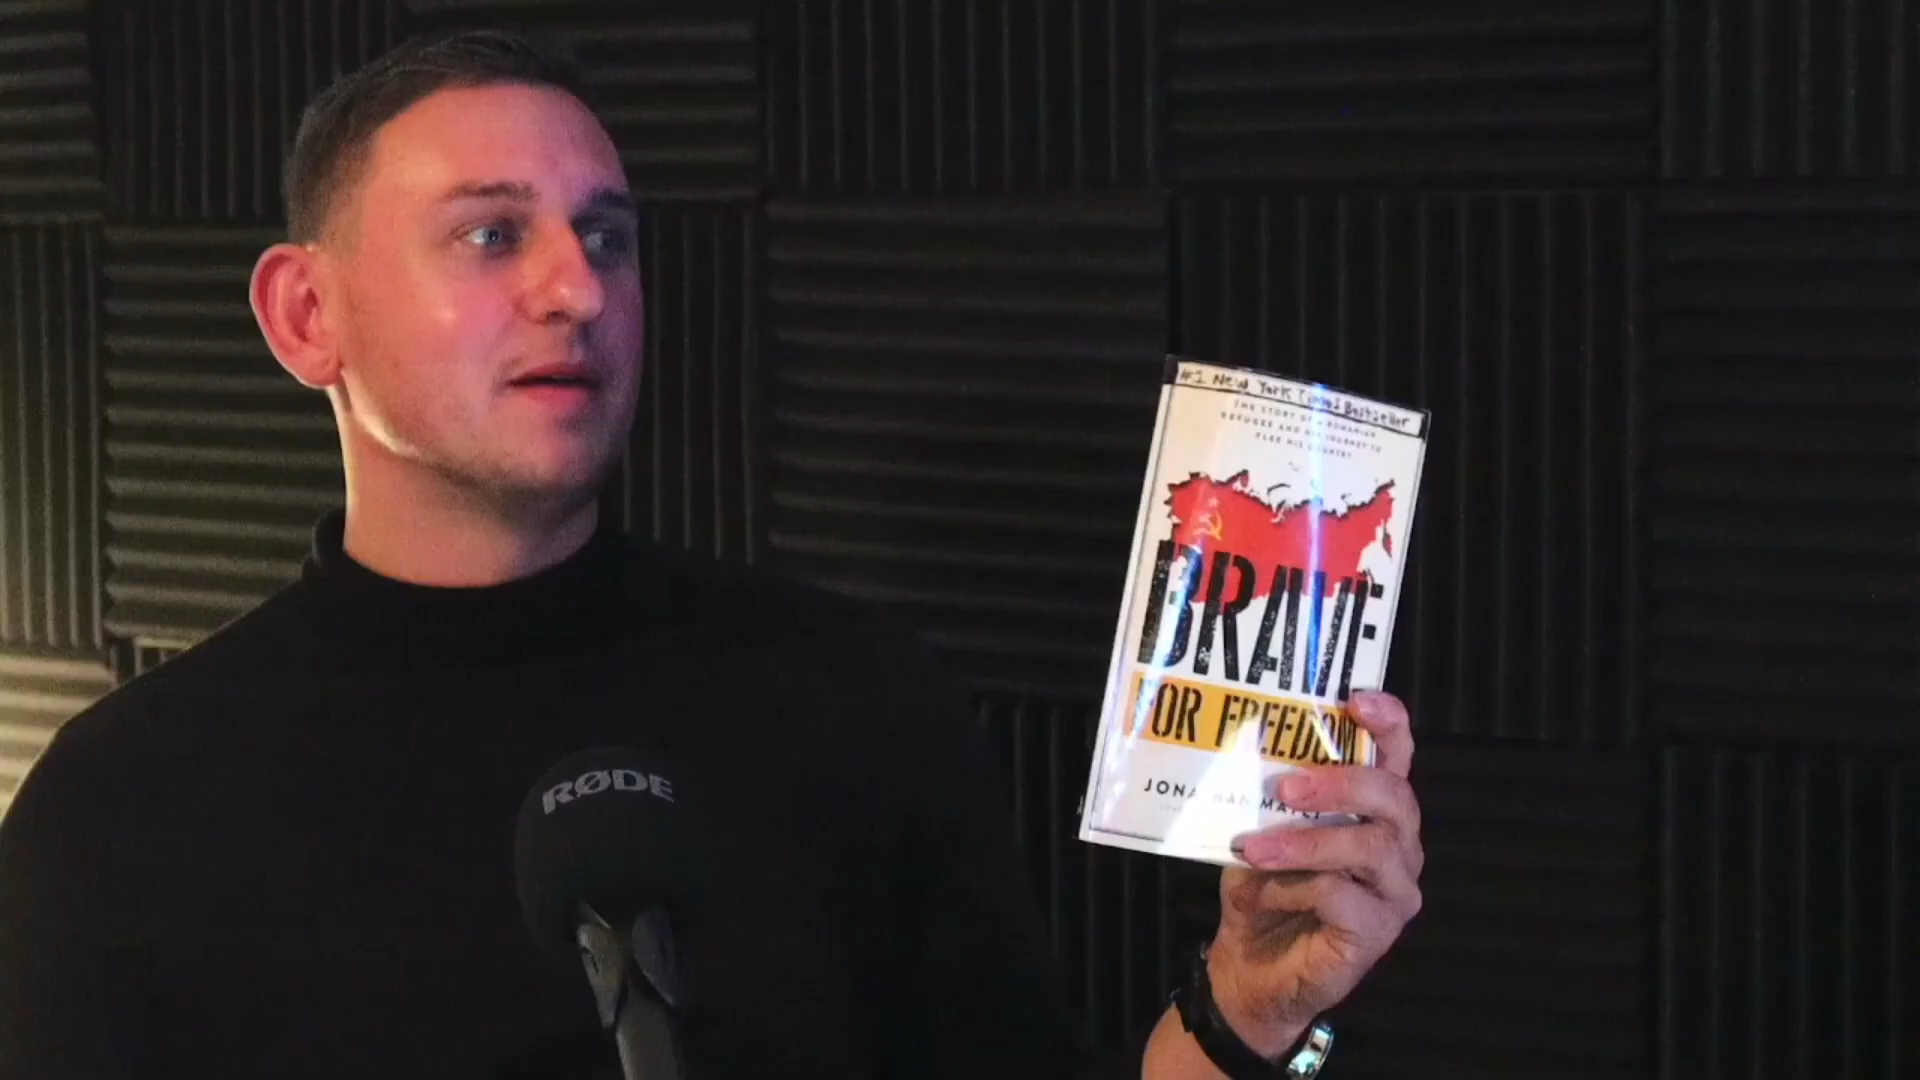 #1 New York Times Bestseller
THE STORY OF A ROMANIAN
REFUGEE AND HIS JOURNEY TO
FLEE HIS COUNTRY
BRAVE
FOR FREEDOM
JONATHAN
RØDE